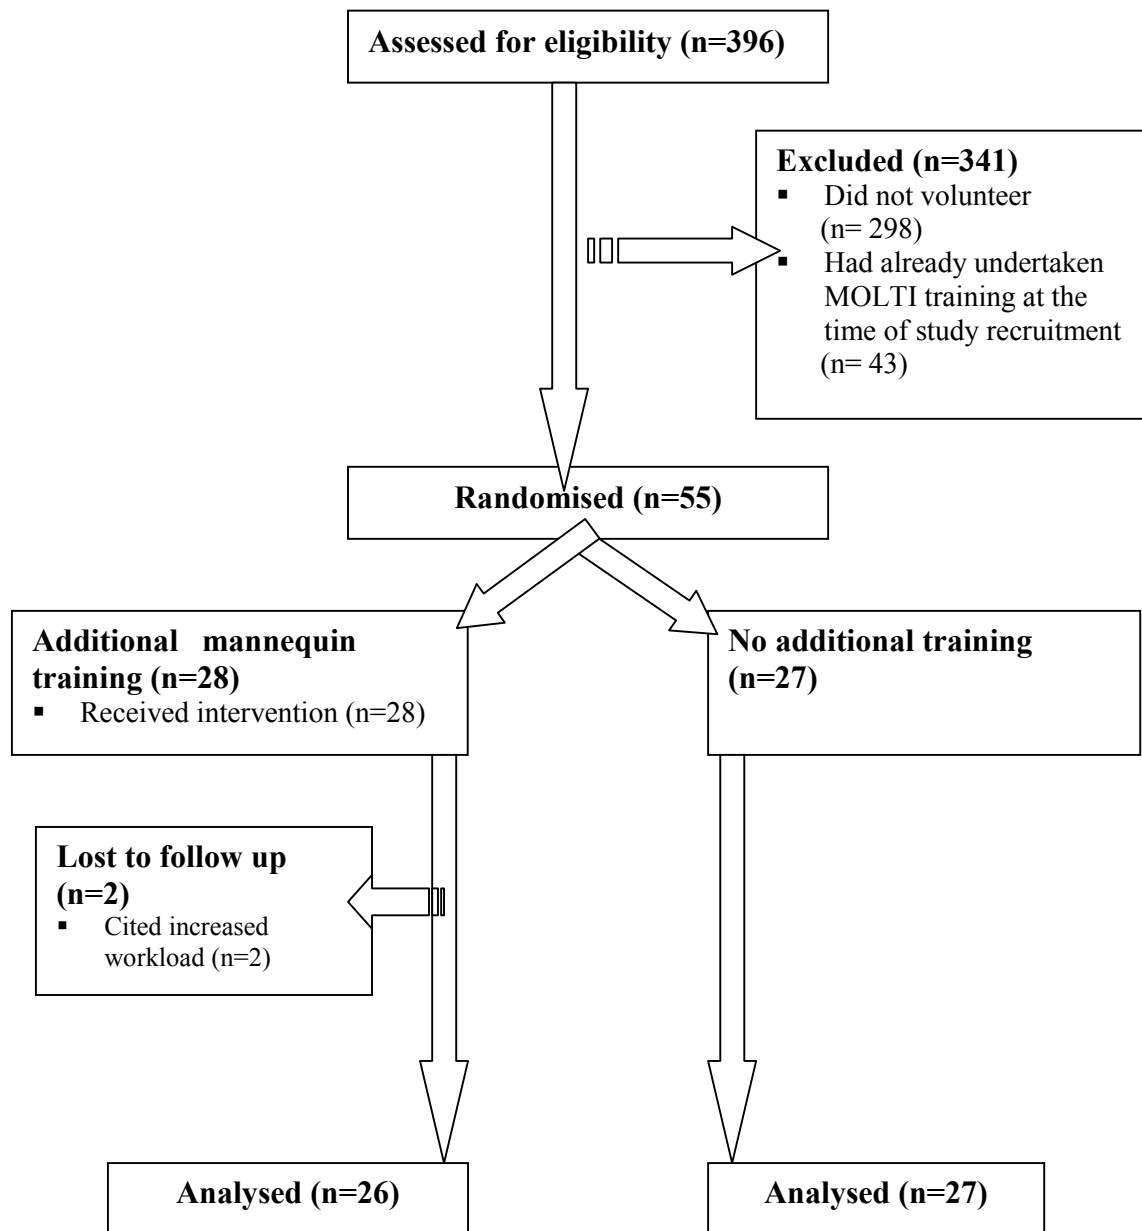 Assessed for eligibility (n=396)
Excluded (n=341)
▪ Did not volunteer
(n= 298)
▪ Had already undertaken
MOLTI training at the
time of study recruitment
(n= 43)
Randomised (n=55)
Additional mannequin
training (n=28)
▪ Received intervention (n=28)
No additional training
(n=27)
Lost to follow up
(n=2)
▪ Cited increased
workload (n=2)
Analysed (n=26)
Analysed (n=27)